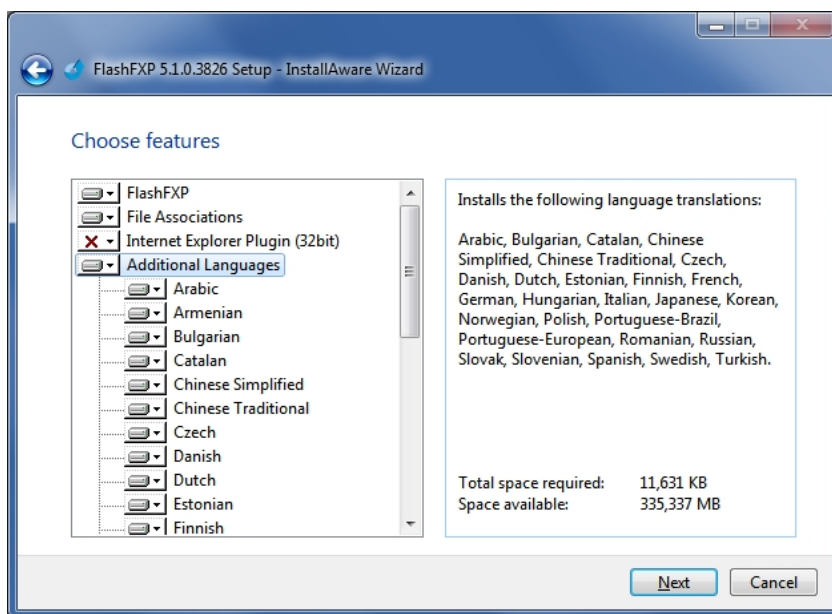 FlashFXP 5.1.0.3826 Setup - InstallAware Wizard
Choose features
FlashFXP
File Associations
Internet Explorer Plugin (32bit)
Additional Languages
Arabic
Armenian
Bulgarian
Catalan
Chinese Simplified
Chinese Traditional
Czech
Danish
Dutch
Estonian
Finnish
Installs the following language translations:
Arabic, Bulgarian, Catalan, Chinese
Simplified, Chinese Traditional, Czech,
Danish, Dutch, Estonian, Finnish, French,
German, Hungarian, Italian, Japanese, Korean,
Norwegian, Polish, Portuguese-Brazil,
Portuguese-European, Romanian, Russian,
Slovak, Slovenian, Spanish, Swedish, Turkish.
Total space required: 11,631 KB
Space available: 335,337 MB
Next
Cancel